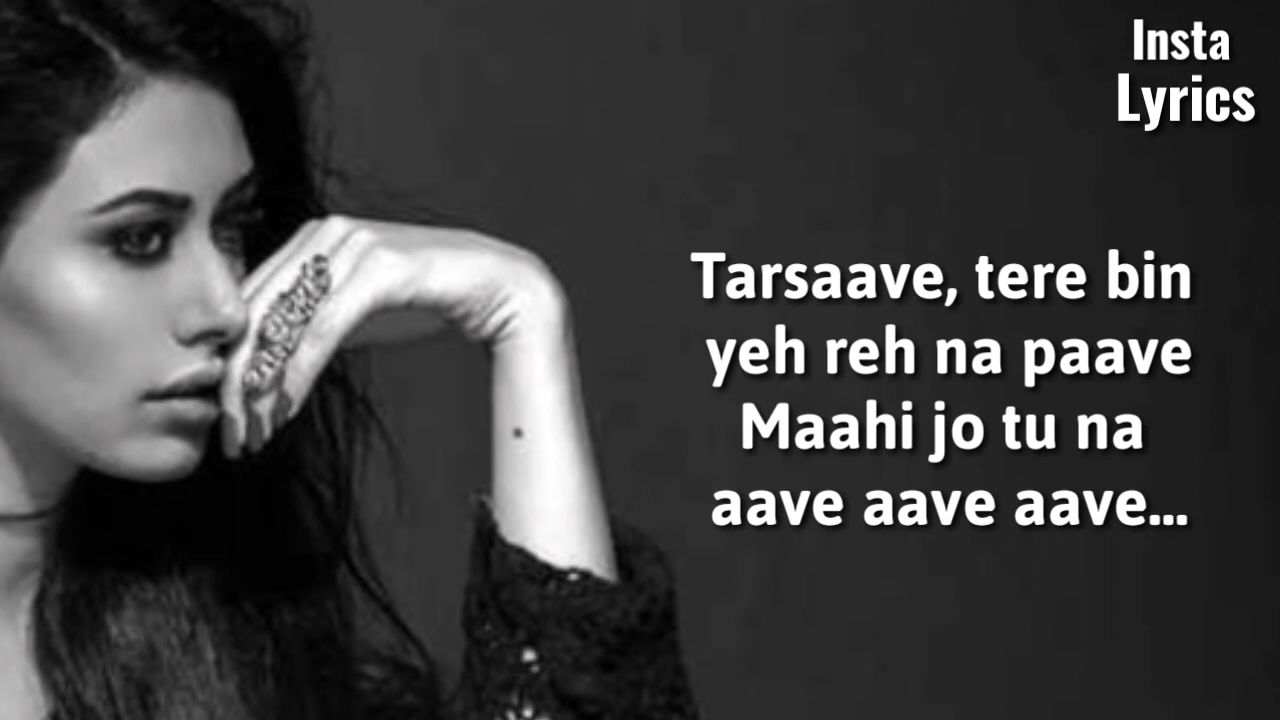 Insta
Lyrics
Tarsaave, tere bin
yeh reh na paave
Maahi jo tu na
aave aave aave...